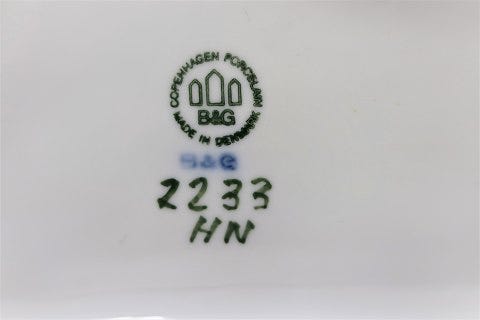 COPENHAGEN PORCELAIN
B&G
MADE IN DENMARK
B&G
2233
HN